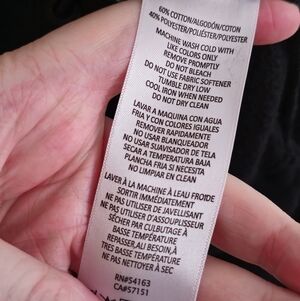 60% COTTON/ALGODÓN/COTON
40% POLYESTER/POLIÉSTER/POLYESTER
MACHINE WASH COLD WITH
LIKE COLORS ONLY
REMOVE PROMPTLY
DO NOT BLEACH
DO NOT USE FABRIC SOFTENER
TUMBLE DRY LOW
COOL IRON WHEN NEEDED
DO NOT DRY CLEAN
LAVAR A MAQUINA CON AGUA
FRIA Y CON COLORES IGUALES
REMOVER RAPIDAMENTE
NO USAR BLANQUEADOR
NO USAR SUAVISADOR DE TELA
SECAR A TEMPERATURA BAJA
PLANCHA FRIA SI NECESITA
NO LIMPIAR EN CLEAN
LAVER À LA MACHINE À L'EAU FROIDE
SORTIR IMMÉDIATEMENT
NE PAS UTILISER DE JAVELLISANT
NE PAS UTILISER D'ASSOUPLISSEUR
SÉCHER PAR CULBUTAGE À
BASSE TEMPÉRATURE
REPASSER,AU BESOIN,À
TRÈS BASSE TEMPÉRATURE
NE PAS NETTOYER À SEC
RN#54163
CA#57151